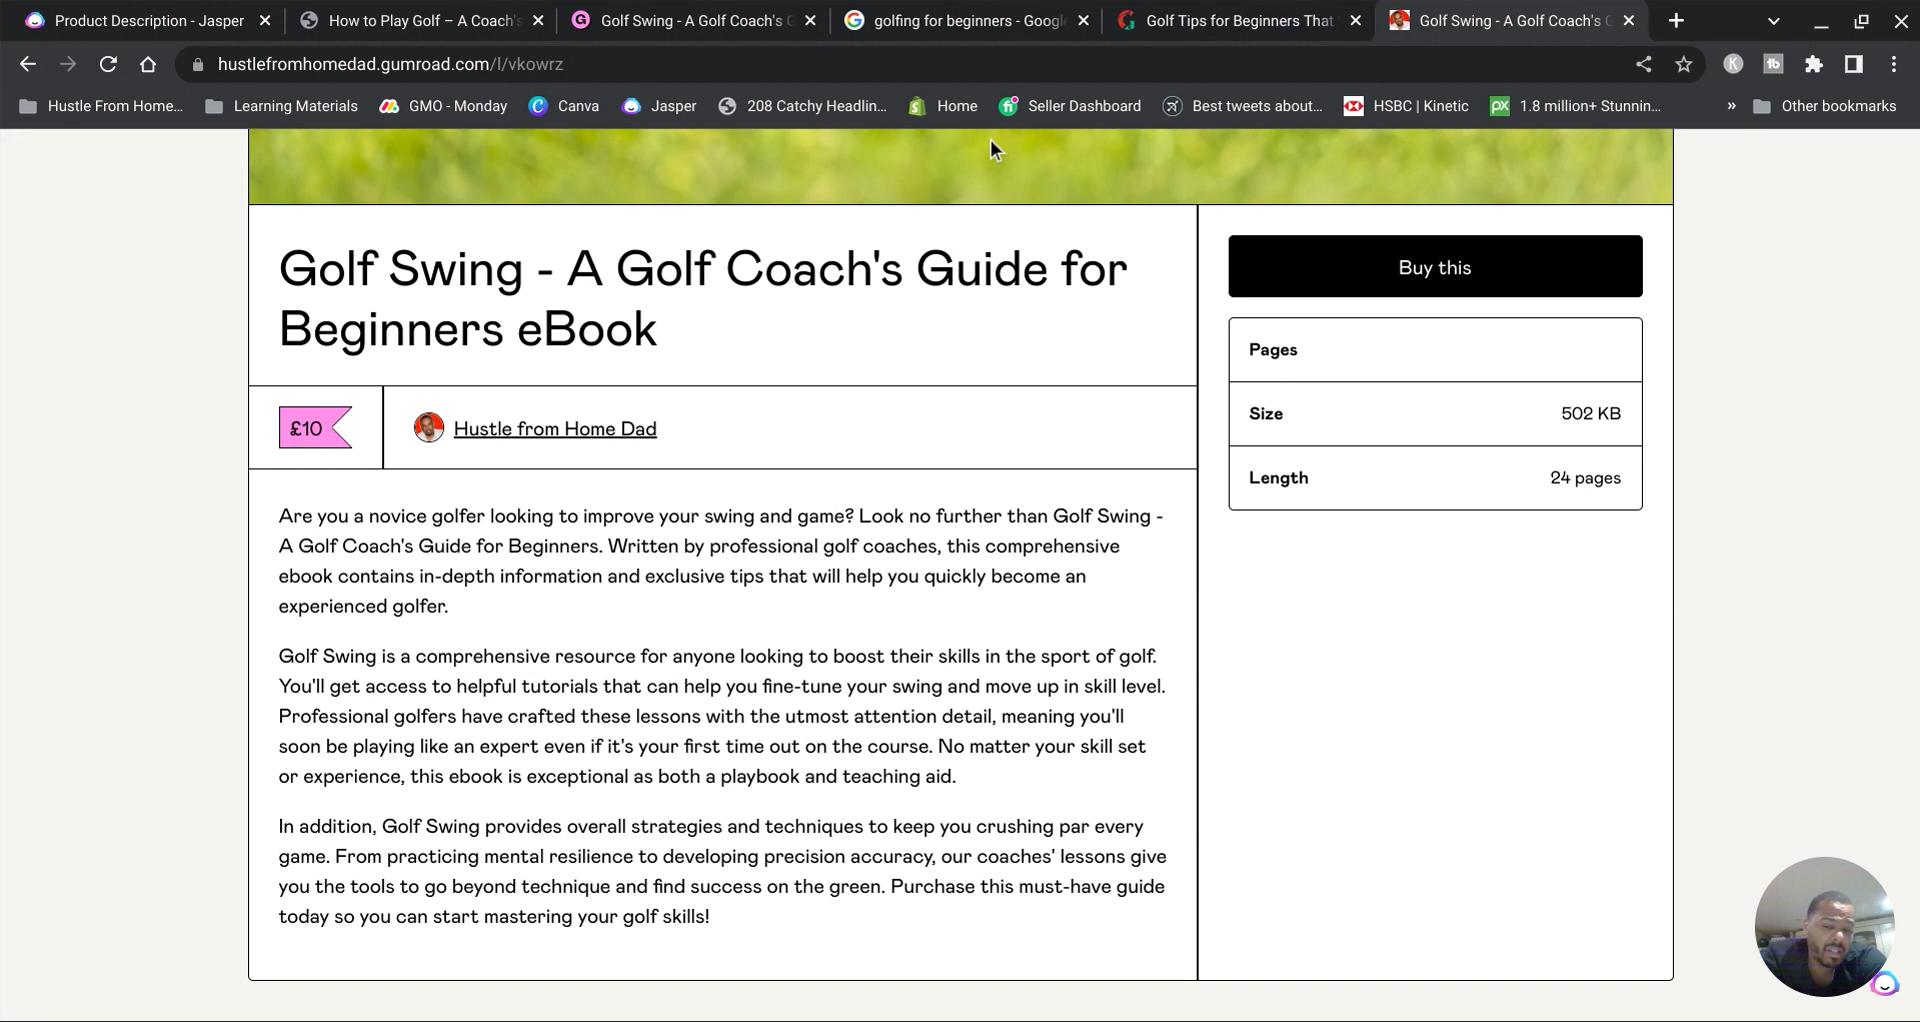 Product Description - Jasper
How to Play Golf – A Coach's
Golf Swing - A Golf Coach's G
golfing for beginners - Google
Golf Tips for Beginners That
Golf Swing - A Golf Coach's G
hustlefromhomedad.gumroad.com/l/vkowrz
Hustle From Home...
Learning Materials
GMO - Monday
Canva
Jasper
208 Catchy Headlin...
Home
Seller Dashboard
Best tweets about...
HSBC | Kinetic
1.8 million+ Stunnin...
»
Other bookmarks
Golf Swing - A Golf Coach's Guide for
Beginners eBook
£10
Hustle from Home Dad
Are you a novice golfer looking to improve your swing and game? Look no further than Golf Swing -
A Golf Coach's Guide for Beginners. Written by professional golf coaches, this comprehensive
ebook contains in-depth information and exclusive tips that will help you quickly become an
experienced golfer.
Golf Swing is a comprehensive resource for anyone looking to boost their skills in the sport of golf.
You'll get access to helpful tutorials that can help you fine-tune your swing and move up in skill level.
Professional golfers have crafted these lessons with the utmost attention detail, meaning you'll
soon be playing like an expert even if it's your first time out on the course. No matter your skill set
or experience, this ebook is exceptional as both a playbook and teaching aid.
In addition, Golf Swing provides overall strategies and techniques to keep you crushing par every
game. From practicing mental resilience to developing precision accuracy, our coaches' lessons give
you the tools to go beyond technique and find success on the green. Purchase this must-have guide
today so you can start mastering your golf skills!
Buy this
Pages
Size 502 KB
Length 24 pages